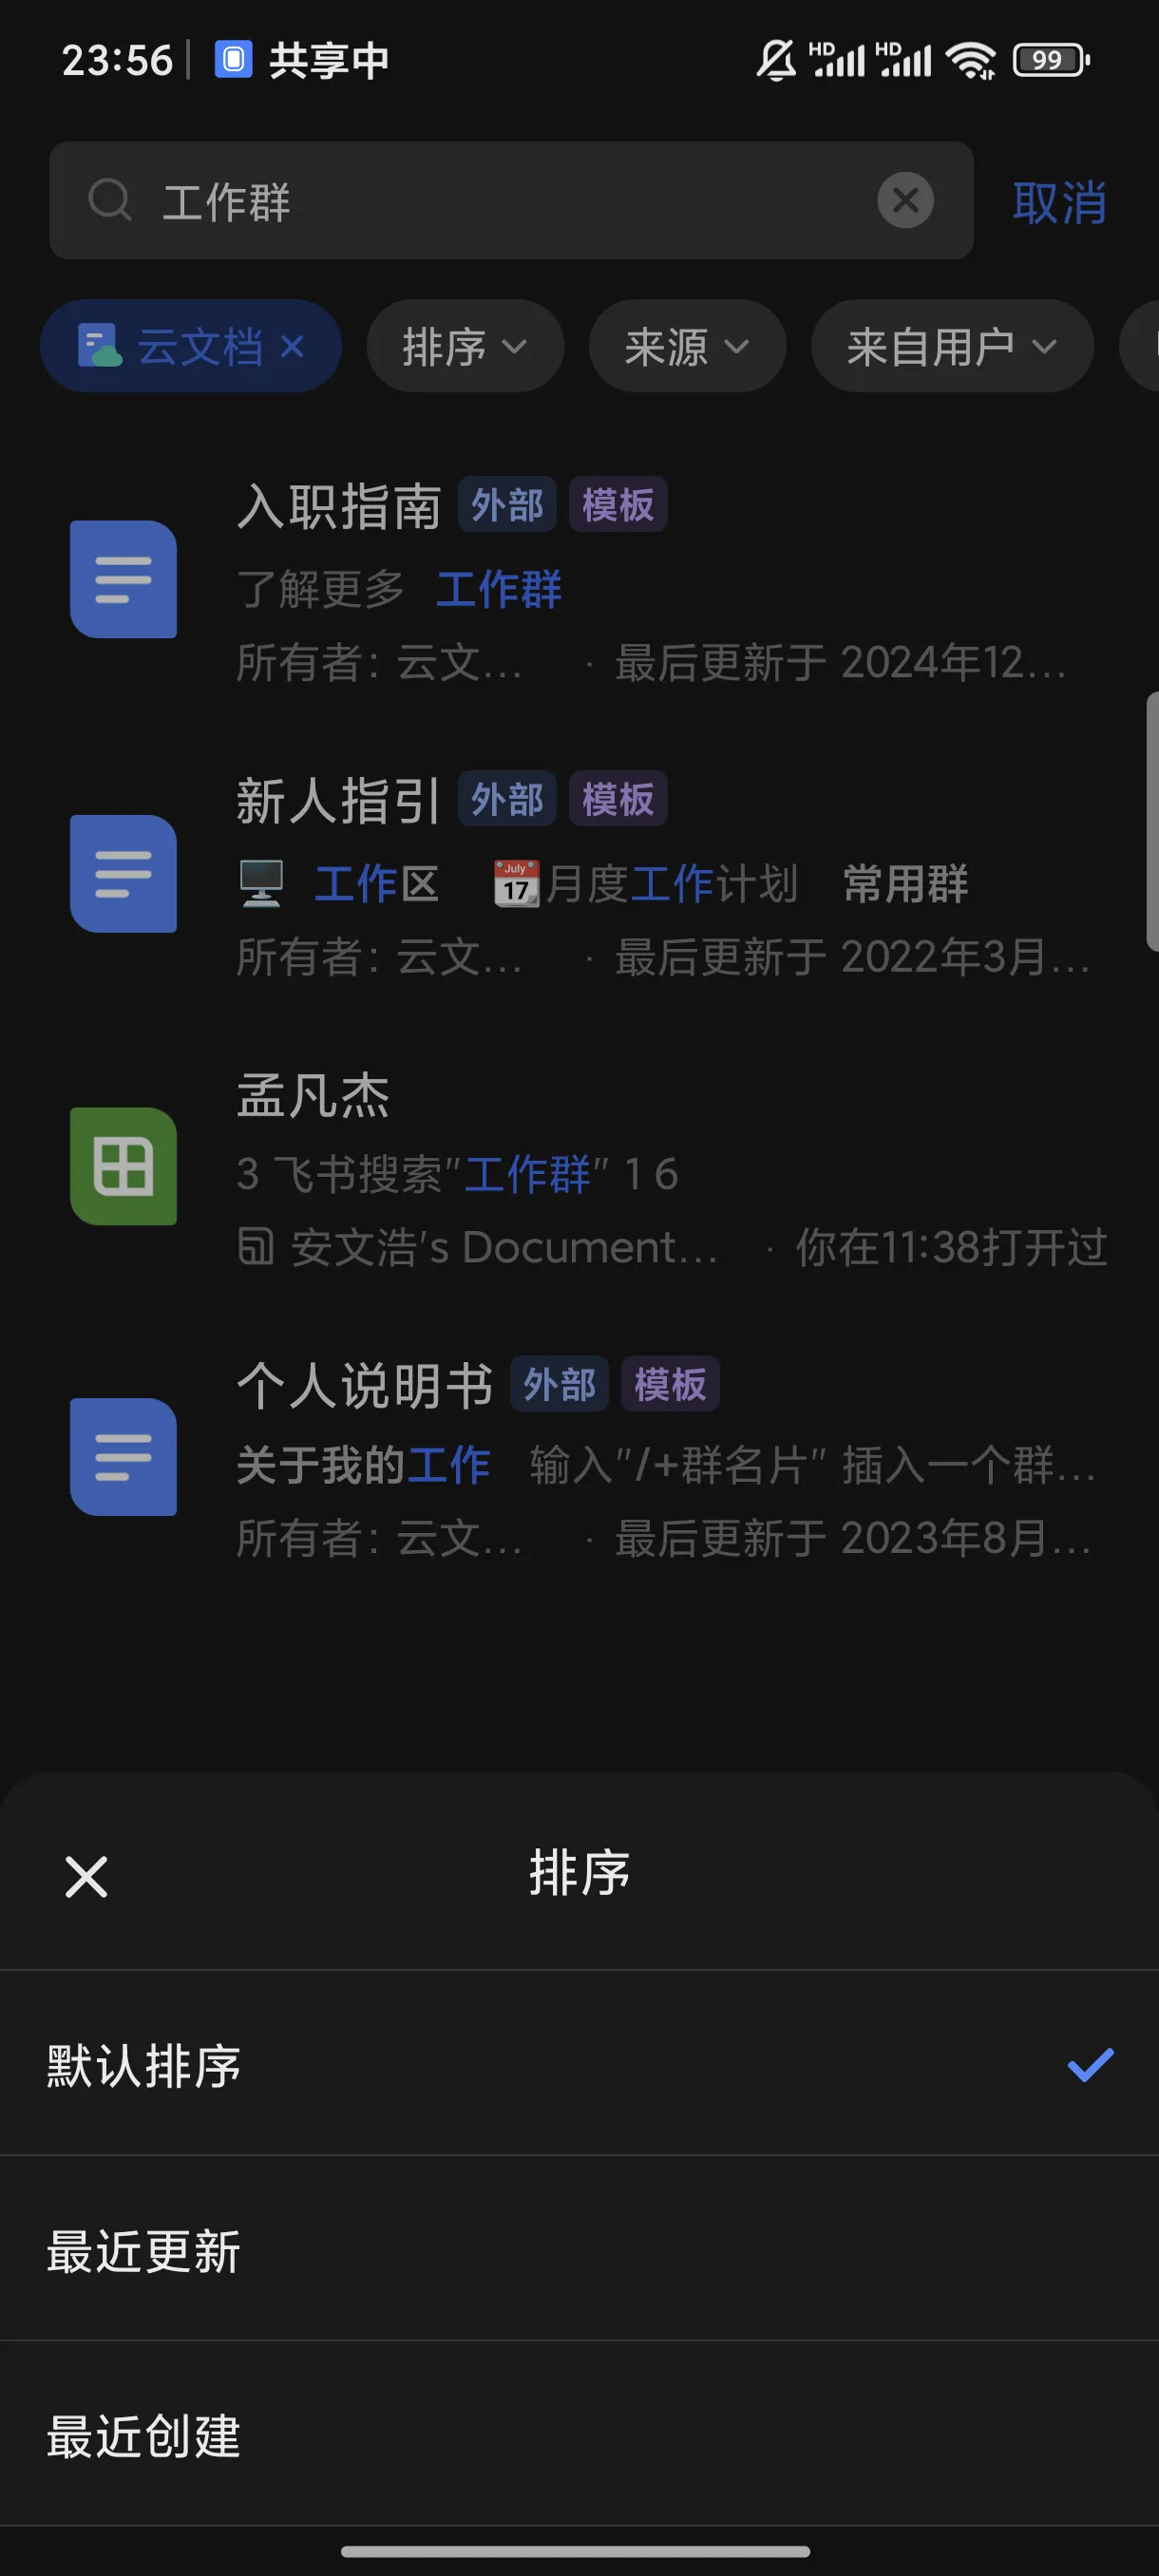 23:56 共享中 HD HD 99
工作群 取消
云文档 排序 来源 来自用户
入职指南 外部 模板
了解更多 工作群
所有者：云文... · 最后更新于 2024年12...
新人指引 外部 模板
工作区 July 17 月度工作计划 常用群
所有者：云文... · 最后更新于 2022年3月...
孟凡杰
3 飞书搜索"工作群" 1 6
安文浩's Document... · 你在11:38打开过
个人说明书 外部 模板
关于我的工作 输入"/+群名片" 插入一个群...
所有者：云文... · 最后更新于 2023年8月...
排序
默认排序
最近更新
最近创建